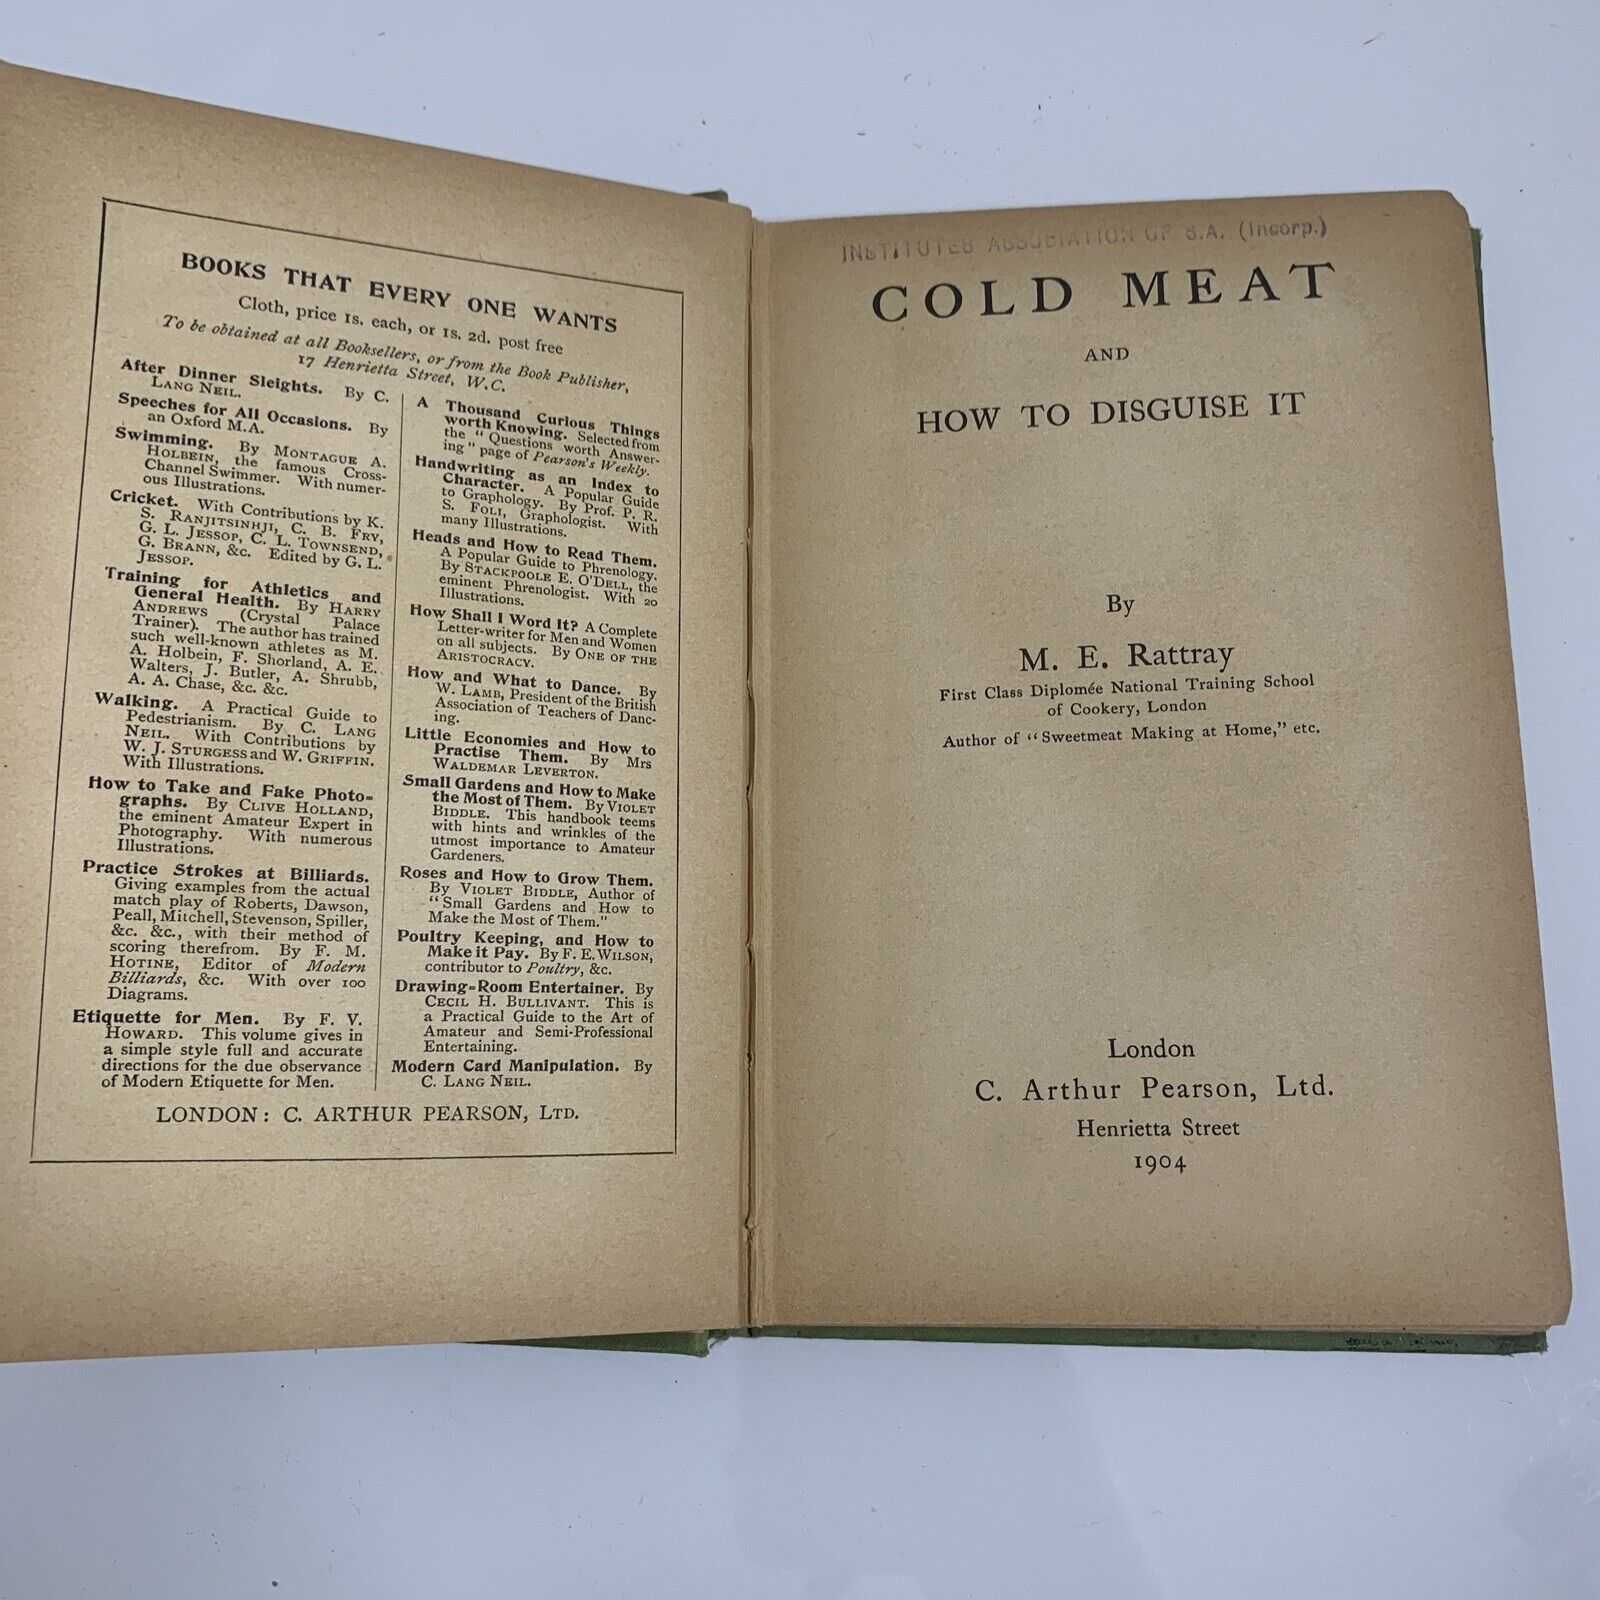 BOOKS THAT EVERY ONE WANTS
Cloth, price 1s. each, or 1s. 2d. post free
To be obtained at all Booksellers, or from the Book Publisher,
17 Henrietta Street, W.C.
After Dinner Sleights. By C.
LANG NEIL.
Speeches for All Occasions. By
an Oxford M.A.
Swimming. By MONTAGUE A.
HOLBEIN, the famous Cross-
Channel Swimmer. With numer-
ous Illustrations.
Cricket. With Contributions by K.
S. RANJITSINHJI, C. B. FRY,
G. L. JESSOP, C. L. TOWNSEND,
G. BRANN, &c. Edited by G. L.
JESSOP.
Training for Athletics and
General Health. By HARRY
ANDREWS (Crystal Palace
Trainer). The author has trained
such well-known athletes as M.
A. Holbein, F. Shorland, A. E.
Walters, J. Butler, A. Shrubb,
A. A. Chase, &c. &c.
Walking. A Practical Guide to
Pedestrianism. By C. LANG
NEIL. With Contributions by
W. J. STURGESS and W. GRIFFIN.
With Illustrations.
How to Take and Fake Photo-
graphs. By CLIVE HOLLAND,
the eminent Amateur Expert in
Photography. With numerous
Illustrations.
Practice Strokes at Billiards.
Giving examples from the actual
match play of Roberts, Dawson,
Peall, Mitchell, Stevenson, Spiller,
&c. &c., with their method of
scoring therefrom. By F. M.
HOTINE, Editor of Modern
Billiards, &c. With over 100
Diagrams.
Etiquette for Men. By F. V.
HOWARD. This volume gives in
a simple style full and accurate
directions for the due observance
of Modern Etiquette for Men.
A Thousand Curious Things
worth Knowing. Selected from
the "Questions worth Answer-
ing" page of Pearson's Weekly.
Handwriting as an Index to
Character. A Popular Guide
to Graphology. By Prof. P. R.
S. FOLI, Graphologist. With
many Illustrations.
Heads and How to Read Them.
A Popular Guide to Phrenology.
By STACKPOOLE E. O'DELL, the
eminent Phrenologist. With 20
Illustrations.
How Shall I Word It? A Complete
Letter-writer for Men and Women
on all subjects. By ONE OF THE
ARISTOCRACY.
How and What to Dance. By
W. LAMB, President of the British
Association of Teachers of Danc-
ing.
Little Economies and How to
Practise Them. By Mrs
WALDEMAR LEVERTON.
Small Gardens and How to Make
the Most of Them. By VIOLET
BIDDLE. This handbook teems
with hints and wrinkles of the
utmost importance to Amateur
Gardeners.
Roses and How to Grow Them.
By VIOLET BIDDLE, Author of
"Small Gardens and How to
Make the Most of Them."
Poultry Keeping, and How to
Make it Pay. By F. E. WILSON,
contributor to Poultry, &c.
Drawing-Room Entertainer. By
CECIL H. BULLIVANT. This is
a Practical Guide to the Art of
Amateur and Semi-Professional
Entertaining.
Modern Card Manipulation. By
C. LANG NEIL.
LONDON: C. ARTHUR PEARSON, LTD.
INSTITUTES ASSOCIATION OF S.A. (Incorp.)
COLD MEAT
AND
HOW TO DISGUISE IT
By
M. E. Rattray
First Class Diplomée National Training School
of Cookery, London
Author of "Sweetmeat Making at Home," etc.
London
C. Arthur Pearson, Ltd.
Henrietta Street
1904